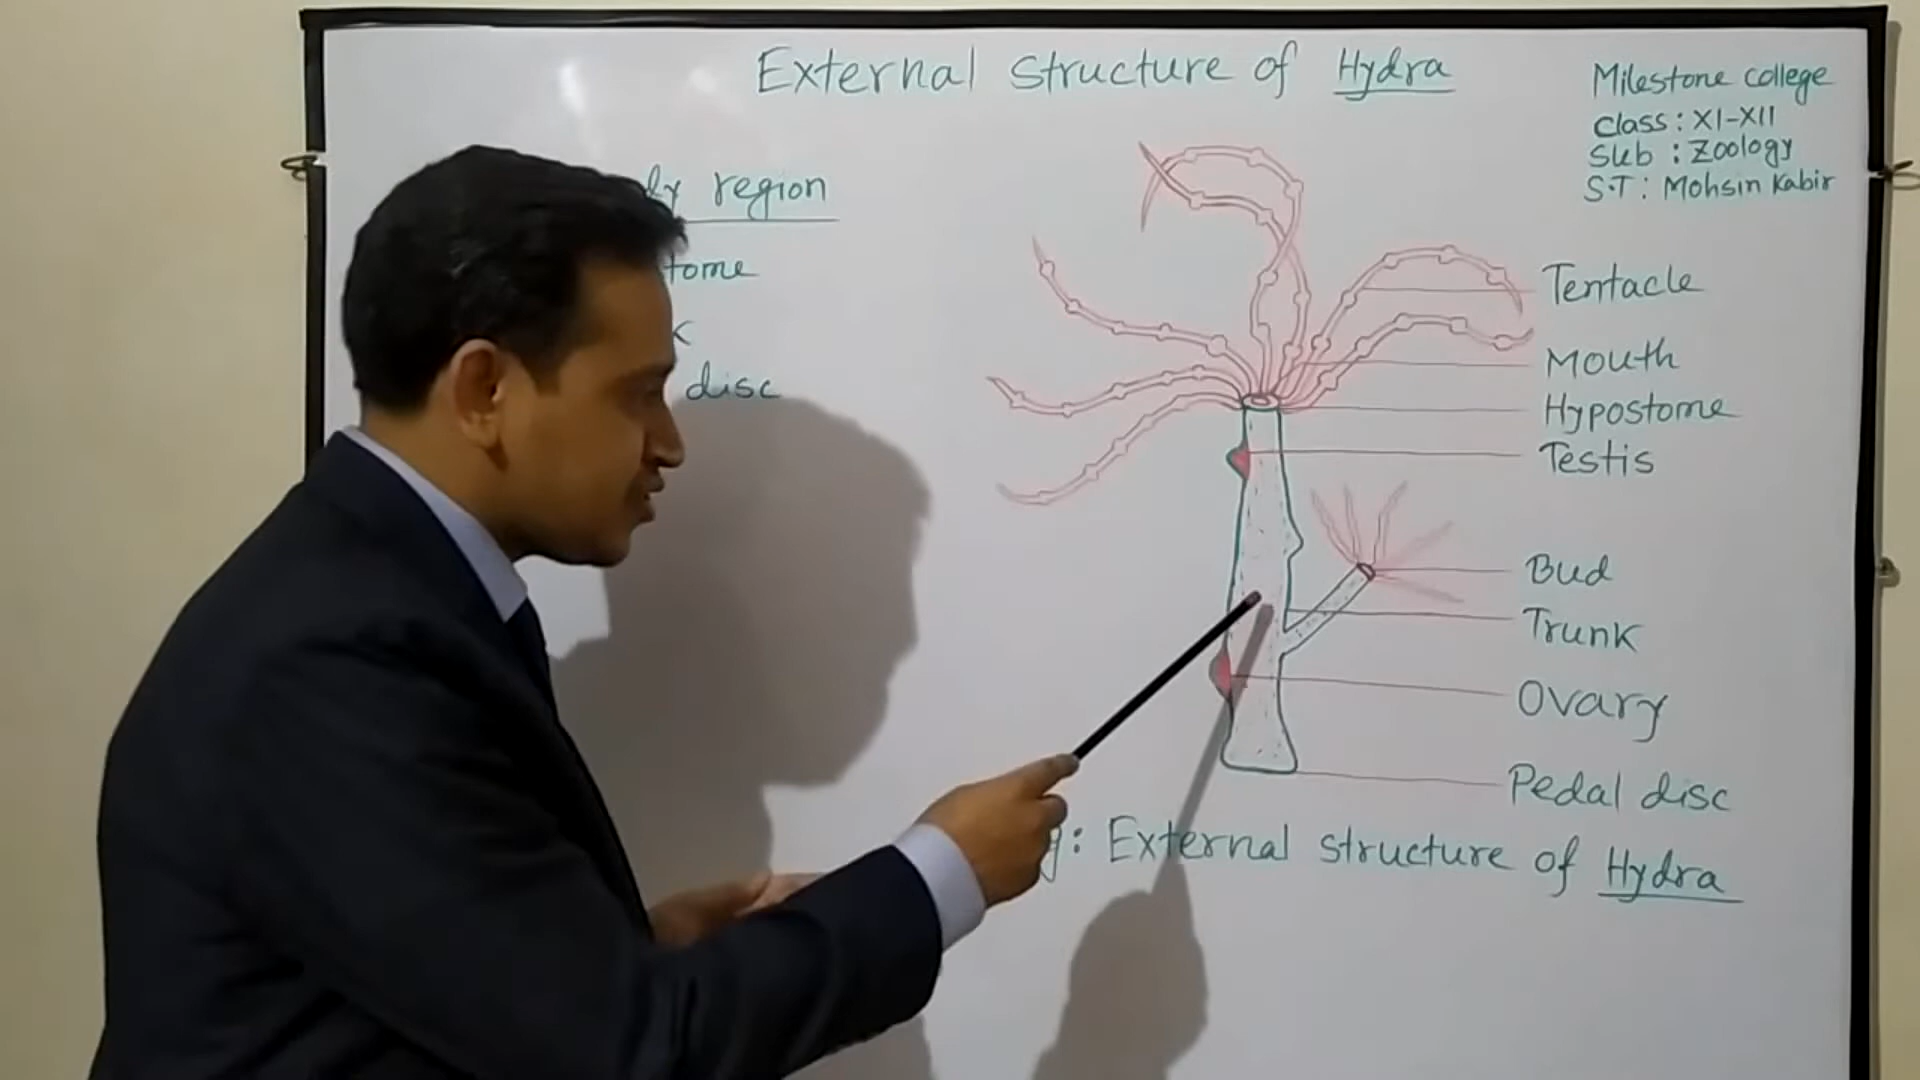 External structure of Hydra
Milestone college
Class : XI-XII
Sub : Zoology
S.T : Mohsin Kabir
region
disc
Tentacle
Mouth
Hypostome
Testis
Bud
Trunk
Ovary
Pedal disc
External structure of Hydra